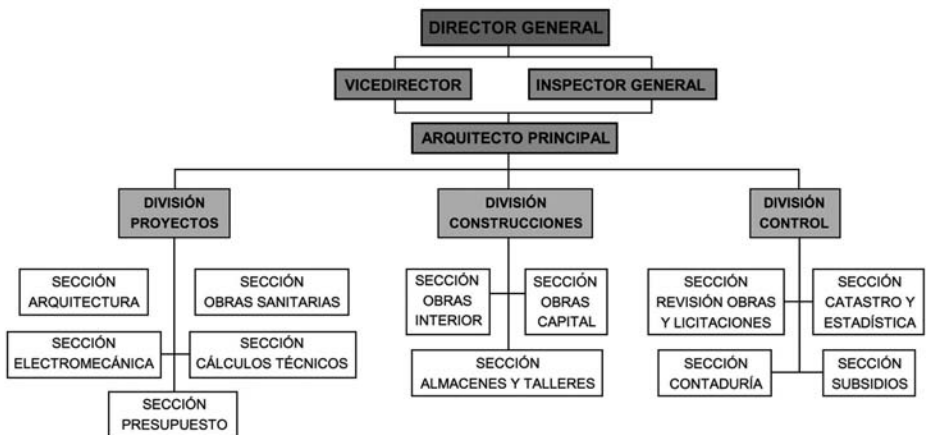 DIRECTOR GENERAL
VICEDIRECTOR
INSPECTOR GENERAL
ARQUITECTO PRINCIPAL
DIVISIÓN
PROYECTOS
DIVISIÓN
CONSTRUCCIONES
DIVISIÓN
CONTROL
SECCIÓN
ARQUITECTURA
SECCIÓN
OBRAS SANITARIAS
SECCIÓN
ELECTROMECÁNICA
SECCIÓN
CÁLCULOS TÉCNICOS
SECCIÓN
PRESUPUESTO
SECCIÓN
OBRAS
INTERIOR
SECCIÓN
OBRAS
CAPITAL
SECCIÓN
ALMACENES Y TALLERES
SECCIÓN
REVISIÓN OBRAS
Y LICITACIONES
SECCIÓN
CATASTRO Y
ESTADÍSTICA
SECCIÓN
CONTADURÍA
SECCIÓN
SUBSIDIOS